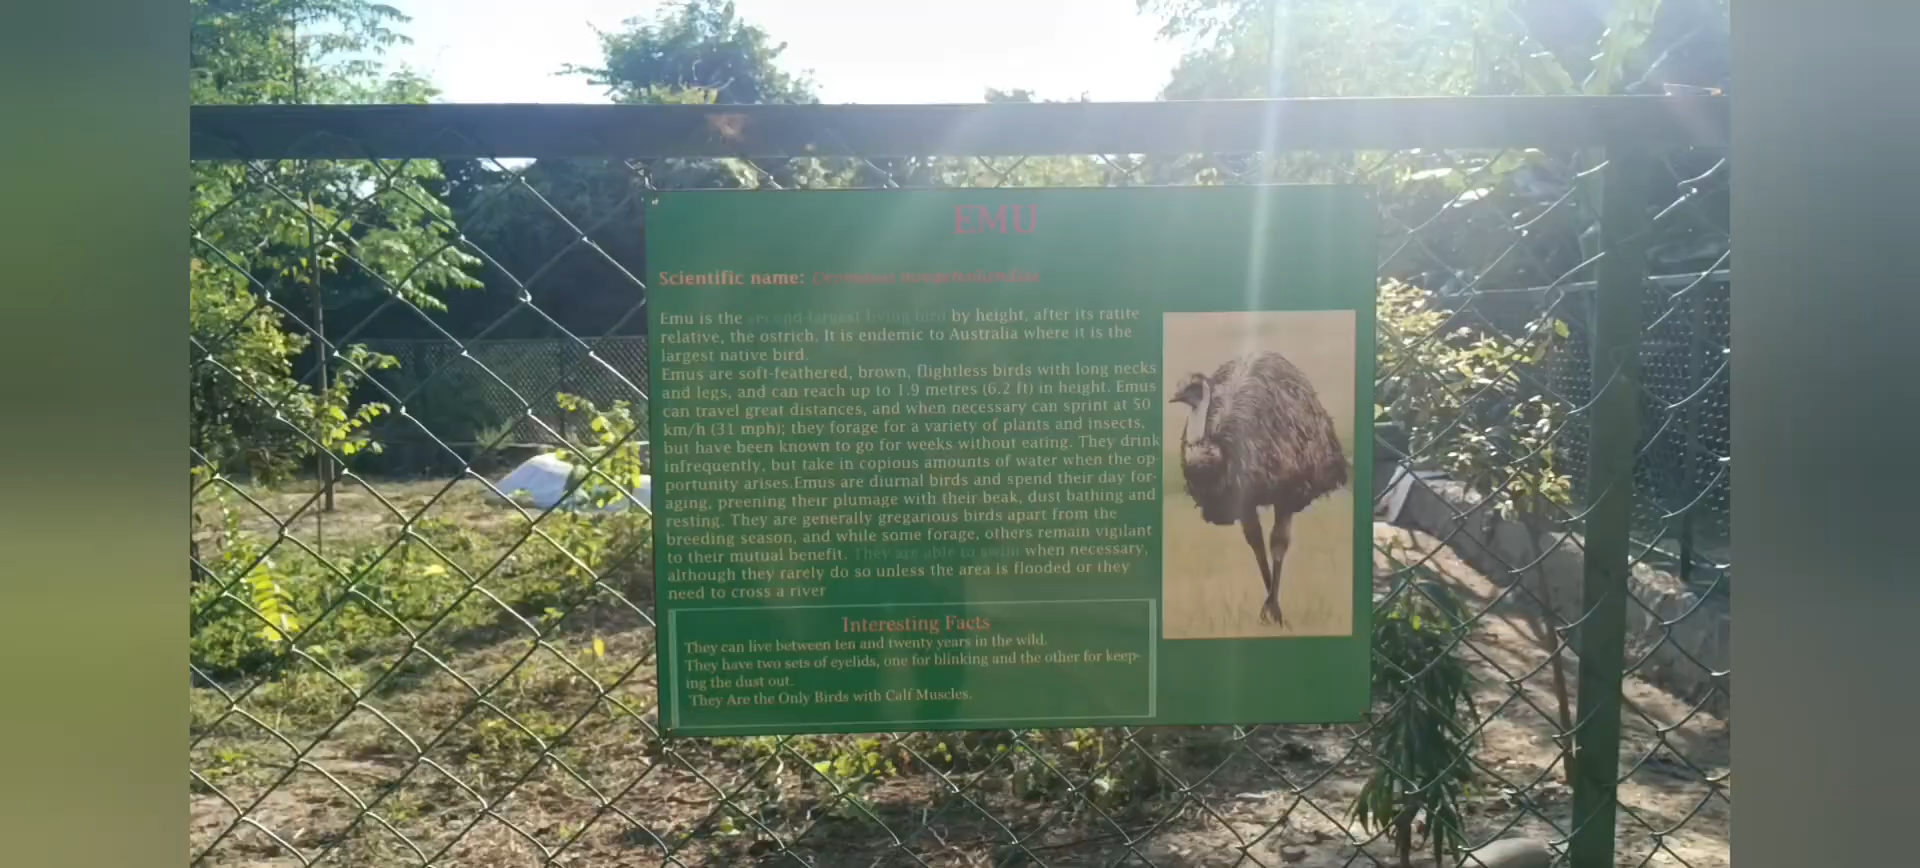 EMU
Scientific name:
Emu is the second largest living bird by height, after its ratite
relative, the ostrich. It is endemic to Australia where it is the
largest native bird.
Emus are soft-feathered, brown, flightless birds with long necks
and legs, and can reach up to 1.9 metres (6.2 ft) in height. Emus
can travel great distances, and when necessary can sprint at 50
km/h (31 mph); they forage for a variety of plants and insects,
but have been known to go for weeks without eating. They drink
infrequently, but take in copious amounts of water when the op-
portunity arises.Emus are diurnal birds and spend their day for-
aging, preening their plumage with their beak, dust bathing and
resting. They are generally gregarious birds apart from the
breeding season, and while some forage, others remain vigilant
to their mutual benefit. They are able to swim when necessary,
although they rarely do so unless the area is flooded or they
need to cross a river
Interesting Facts
They can live between ten and twenty years in the wild.
They have two sets of eyelids, one for blinking and the other for keep-
ing the dust out.
They Are the Only Birds with Calf Muscles.